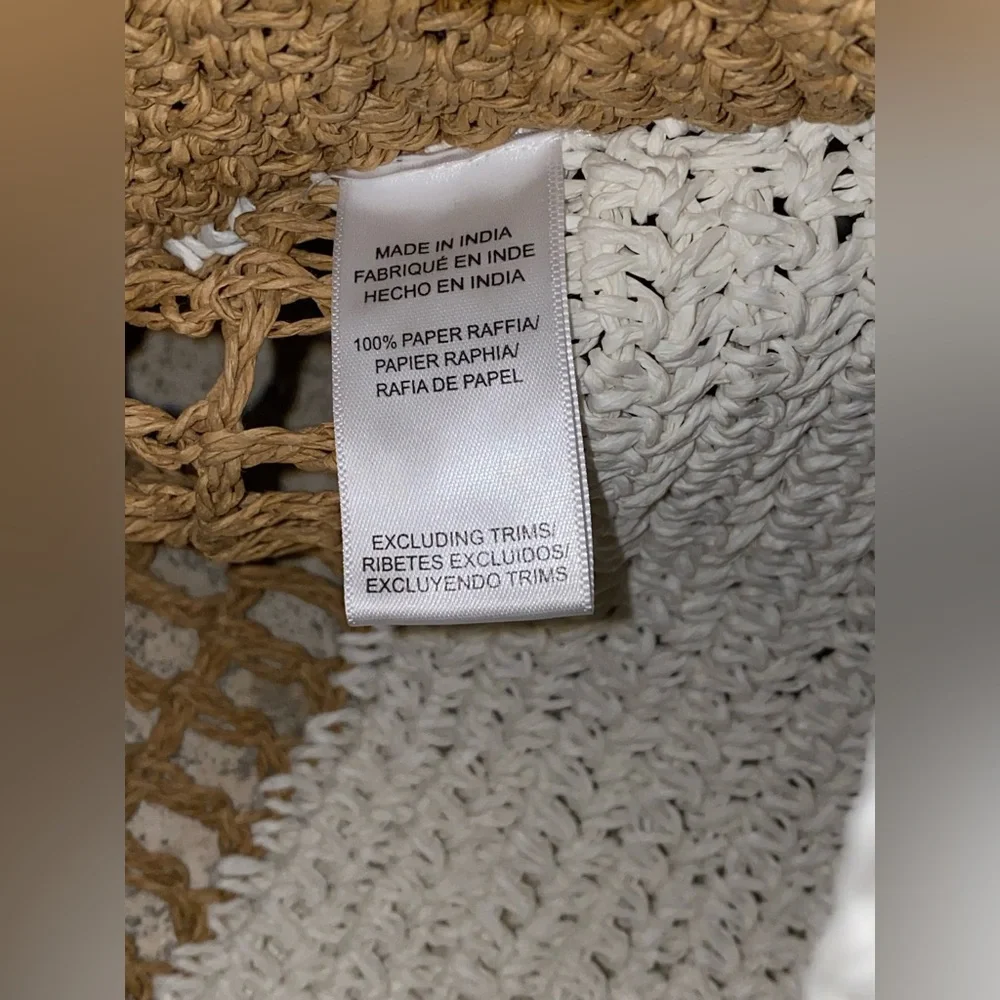 MADE IN INDIA
FABRIQUÉ EN INDE
HECHO EN INDIA
100% PAPER RAFFIA/
PAPIER RAPHIA/
RAFIA DE PAPEL
EXCLUDING TRIMS/
RIBETES EXCLUIDOS/
EXCLUYENDO TRIMS